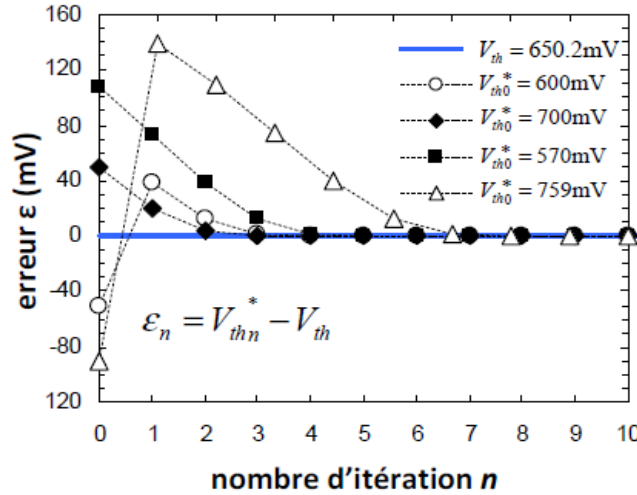 160
120
80
40
0
-40
-80
120
erreur ε (mV)
V_th = 650.2mV
V_th0* = 600mV
V_th0* = 700mV
V_th0* = 570mV
V_th0* = 759mV
ε_n = V_thn* − V_th
0 1 2 3 4 5 6 7 8 9 10
nombre d'itération n